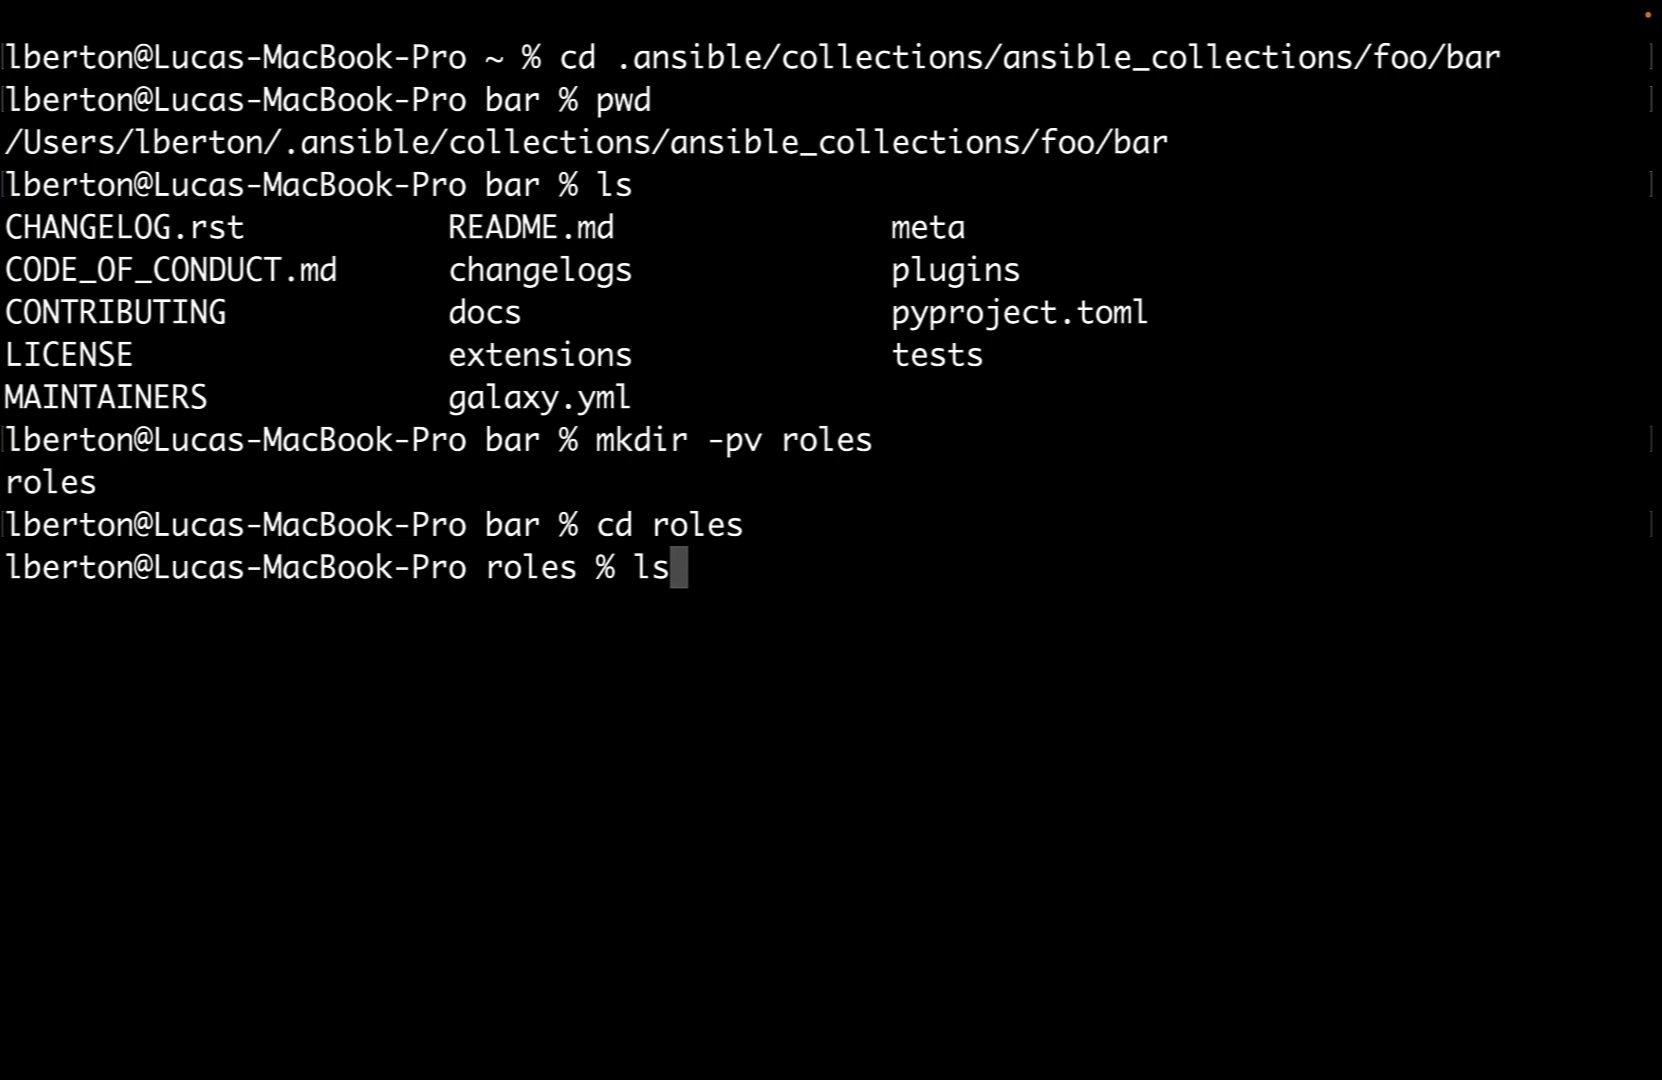 lberton@Lucas-MacBook-Pro ~ % cd .ansible/collections/ansible_collections/foo/bar
lberton@Lucas-MacBook-Pro bar % pwd
/Users/lberton/.ansible/collections/ansible_collections/foo/bar
lberton@Lucas-MacBook-Pro bar % ls
CHANGELOG.rst README.md meta
CODE_OF_CONDUCT.md changelogs plugins
CONTRIBUTING docs pyproject.toml
LICENSE extensions tests
MAINTAINERS galaxy.yml
lberton@Lucas-MacBook-Pro bar % mkdir -pv roles
roles
lberton@Lucas-MacBook-Pro bar % cd roles
lberton@Lucas-MacBook-Pro roles % ls